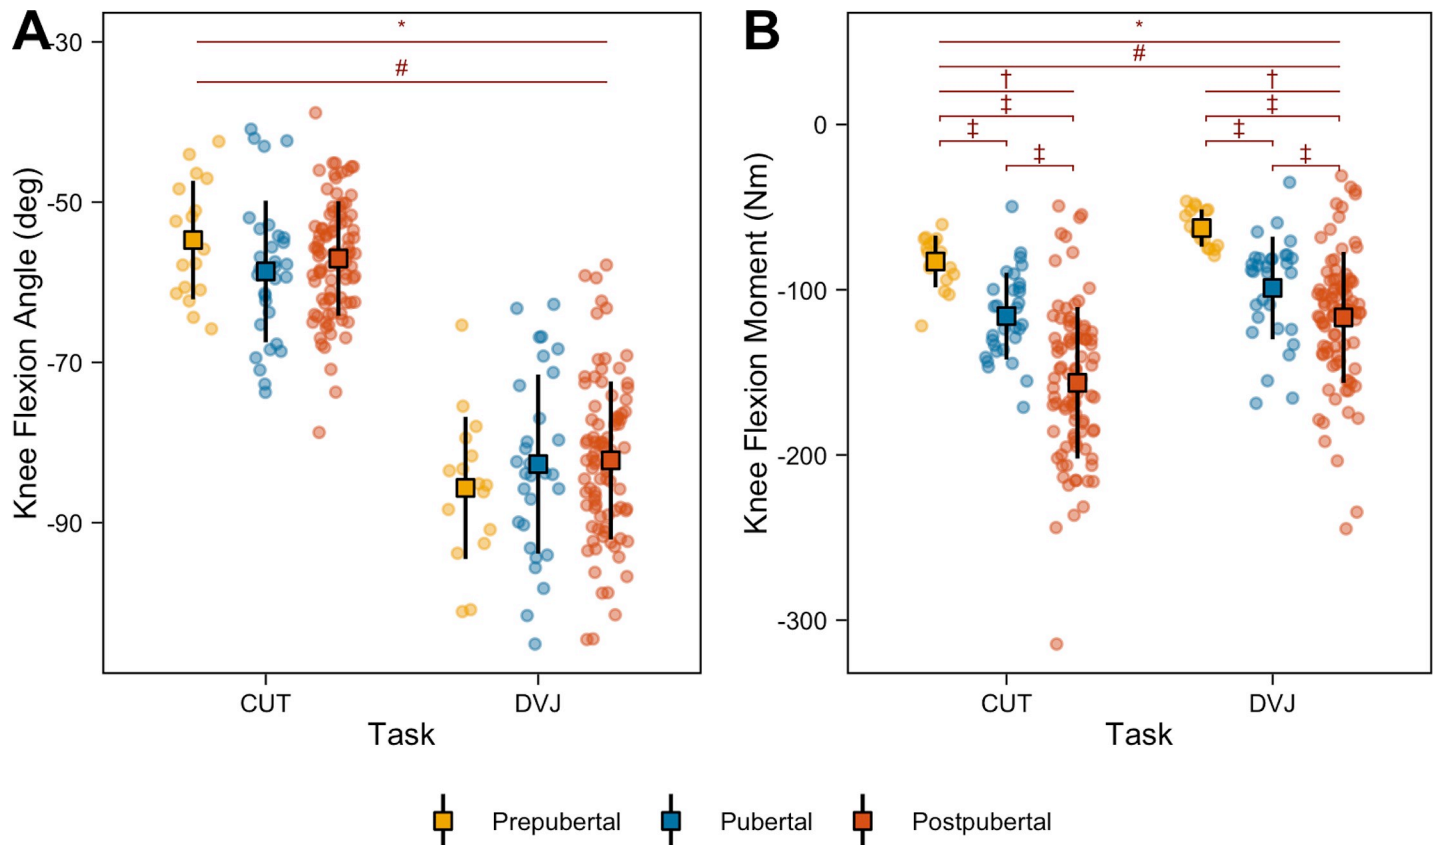 A
B
*
#
-30
-50
-70
-90
Knee Flexion Angle (deg)
CUT
DVJ
Task
*
#
†
†
‡
‡
‡
‡
‡
‡
0
-100
-200
-300
Knee Flexion Moment (Nm)
CUT
DVJ
Task
Prepubertal
Pubertal
Postpubertal